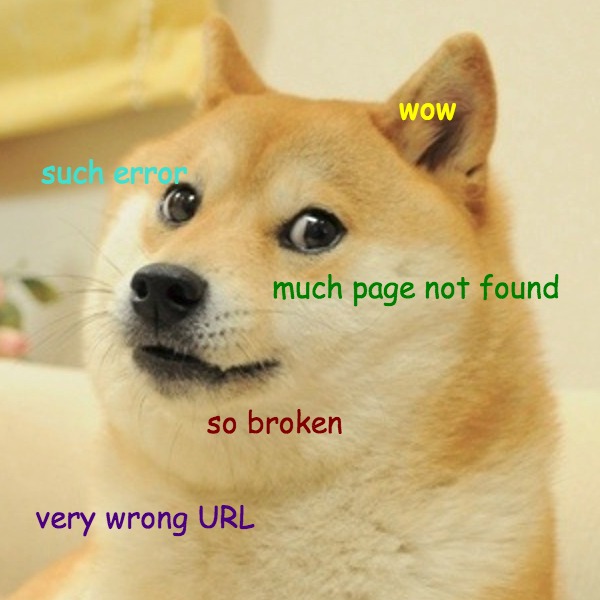 wow
such error
much page not found
so broken
very wrong URL